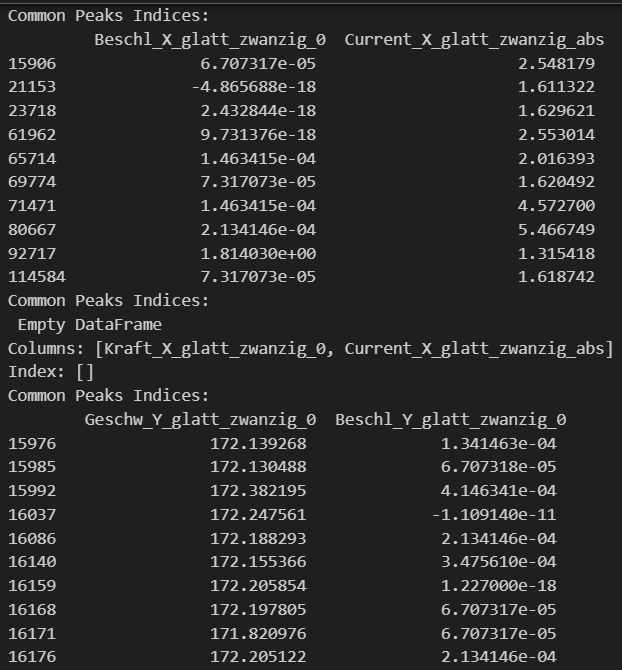 Common Peaks Indices:
Beschl_X_glatt_zwanzig_0 Current_X_glatt_zwanzig_abs
15906 6.707317e-05 2.548179
21153 -4.865688e-18 1.611322
23718 2.432844e-18 1.629621
61962 9.731376e-18 2.553014
65714 1.463415e-04 2.016393
69774 7.317073e-05 1.620492
71471 1.463415e-04 4.572700
80667 2.134146e-04 5.466749
92717 1.814030e+00 1.315418
114584 7.317073e-05 1.618742
Common Peaks Indices:
Empty DataFrame
Columns: [Kraft_X_glatt_zwanzig_0, Current_X_glatt_zwanzig_abs]
Index: []
Common Peaks Indices:
Geschw_Y_glatt_zwanzig_0 Beschl_Y_glatt_zwanzig_0
15976 172.139268 1.341463e-04
15985 172.130488 6.707318e-05
15992 172.382195 4.146341e-04
16037 172.247561 -1.109140e-11
16086 172.188293 2.134146e-04
16140 172.155366 3.475610e-04
16159 172.205854 1.227000e-18
16168 172.197805 6.707317e-05
16171 171.820976 6.707317e-05
16176 172.205122 2.134146e-04